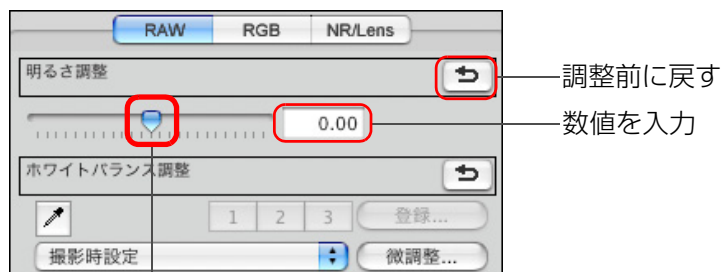 RAW RGB NR/Lens
明るさ調整
調整前に戻す
0.00
数値を入力
ホワイトバランス調整
1 2 3 登録...
撮影時設定 微調整...